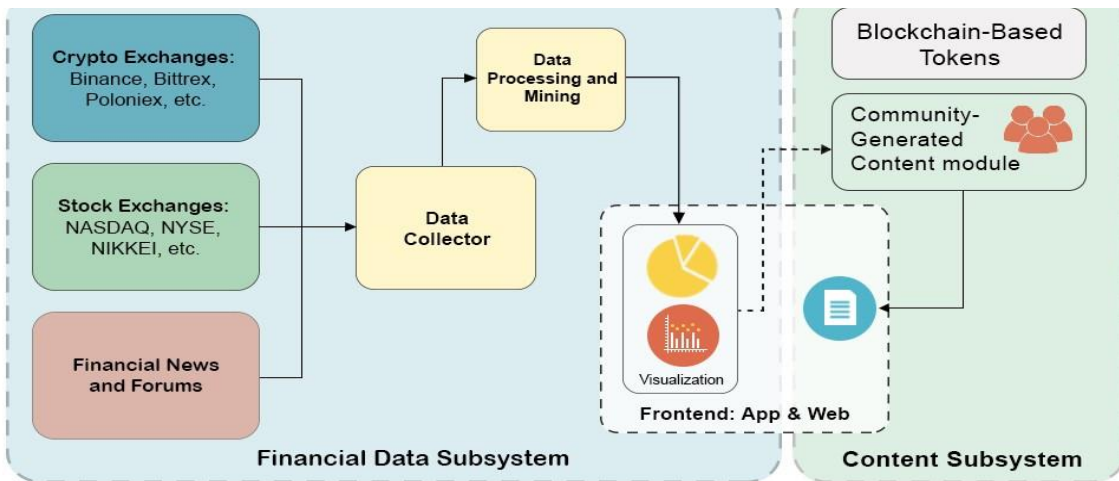 Crypto Exchanges:
Binance, Bittrex,
Poloniex, etc.
Stock Exchanges:
NASDAQ, NYSE,
NIKKEI, etc.
Financial News
and Forums
Data
Collector
Data
Processing and
Mining
Visualization
Frontend: App & Web
Financial Data Subsystem
Blockchain-Based
Tokens
Community-
Generated
Content module
Content Subsystem